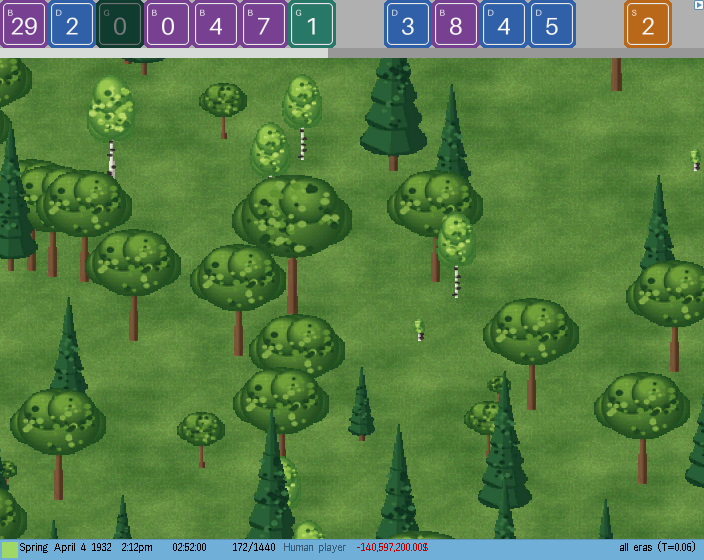 B 29 D 2 G 0 B 0 B 4 B 7 G 1 D 3 B 8 D 4 D 5 S 2
Spring April 4 1932 2:12pm 02:52:00 172/1440 Human player -140,597,200.00$ all eras (T=0.06)